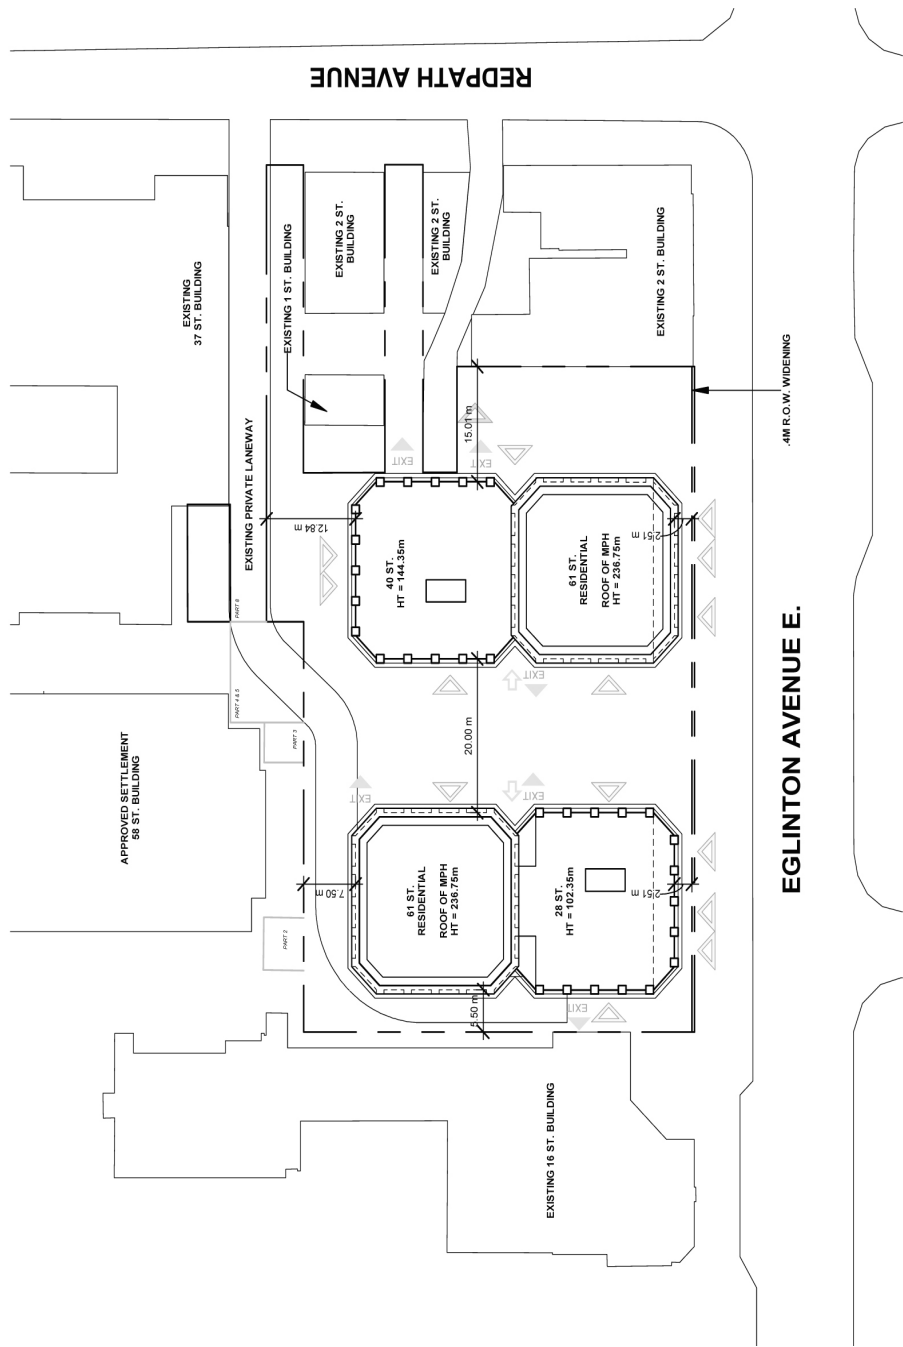 REDPATH AVENUE
EXISTING
37 ST. BUILDING
EXISTING 1 ST. BUILDING
EXISTING 2 ST.
BUILDING
EXISTING 2 ST.
BUILDING
EXISTING 2 ST. BUILDING
EXISTING PRIVATE LANEWAY
.4M R.O.W. WIDENING
15.01 m
EXIT
EXIT
12.84 m
40 ST.
HT = 144.35m
61 ST.
RESIDENTIAL
ROOF OF MPH
HT = 236.75m
2.51 m
PART 9
PART 4 & 5
PART 3
EXIT
20.00 m
EGLINTON AVENUE E.
APPROVED SETTLEMENT
58 ST. BUILDING
EXIT
EXIT
7.50 m
61 ST.
RESIDENTIAL
ROOF OF MPH
HT = 236.75m
28 ST.
HT = 102.35m
2.51 m
PART 2
5.50 m
EXIT
EXISTING 16 ST. BUILDING